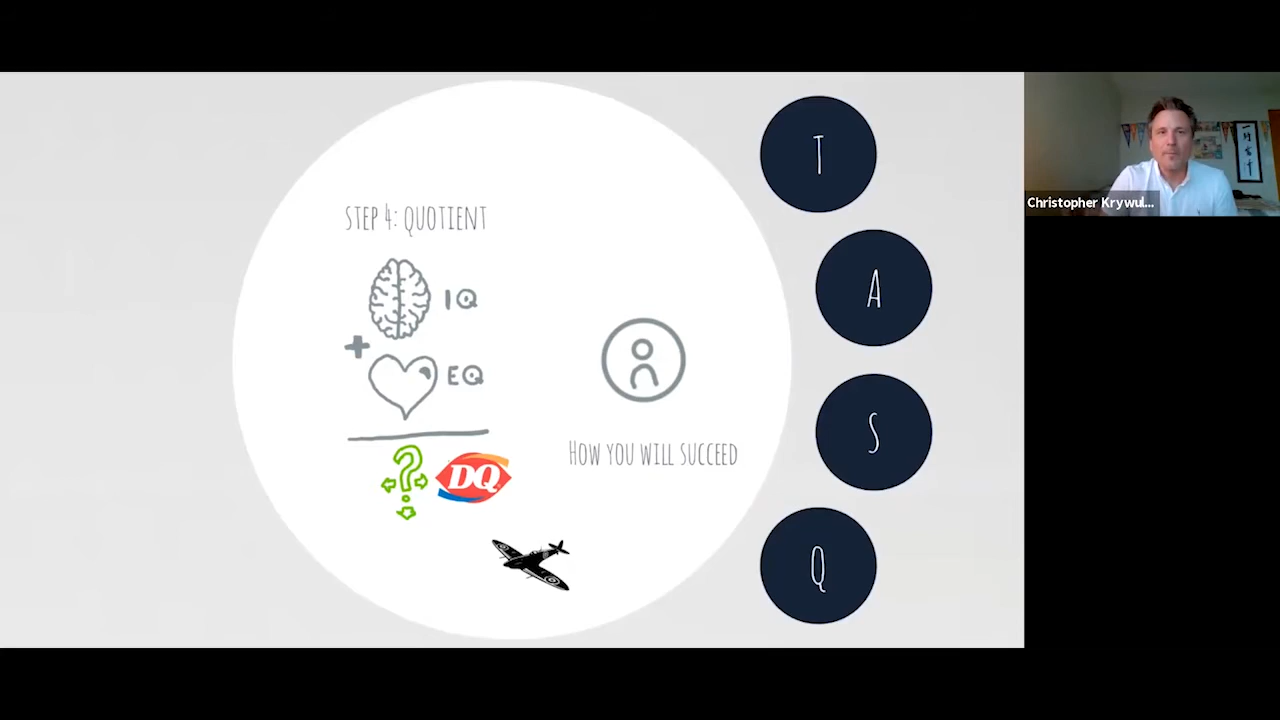 STEP 4: QUOTIENT
IQ
+
EQ
?
DQ
HOW YOU WILL SUCCEED
T
A
S
Q
Christopher Krywul...